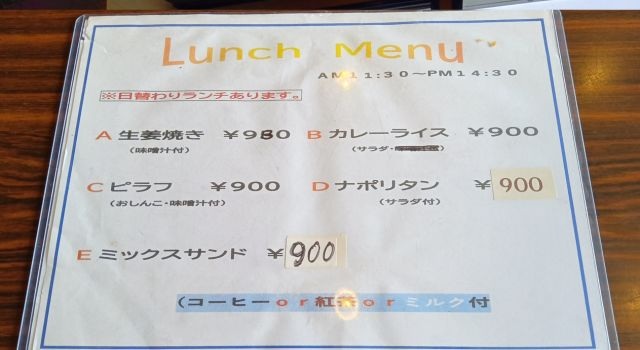 Lunch Menu
AM11:30～PM14:30
※日替わりランチあります。
A 生姜焼き ¥980 B カレーライス ¥900
(味噌汁付) (サラダ・
C ピラフ ¥900 D ナポリタン ¥900
(おしんこ・味噌汁付) (サラダ付)
E ミックスサンド ¥900
(コーヒーor紅茶orミルク付